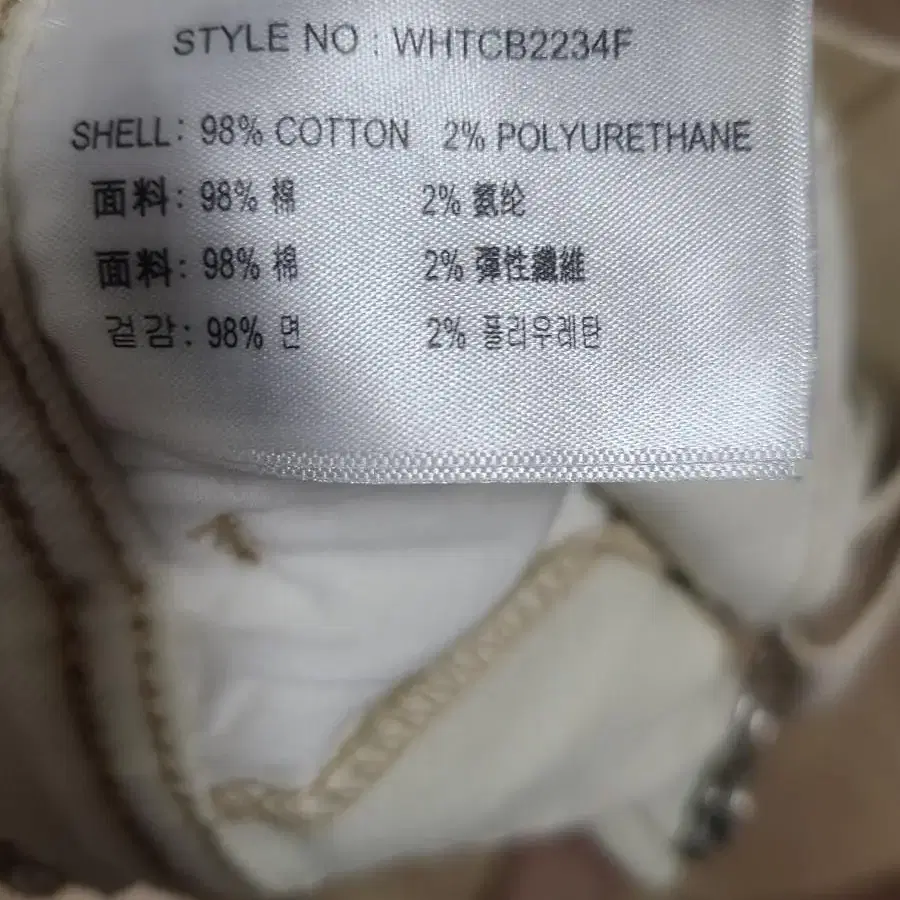 STYLE NO : WHTCB2234F
SHELL: 98% COTTON 2% POLYURETHANE
面料: 98% 棉 2% 氨纶
面料: 98% 棉 2% 彈性纖維
겉감: 98% 면 2% 폴리우레탄